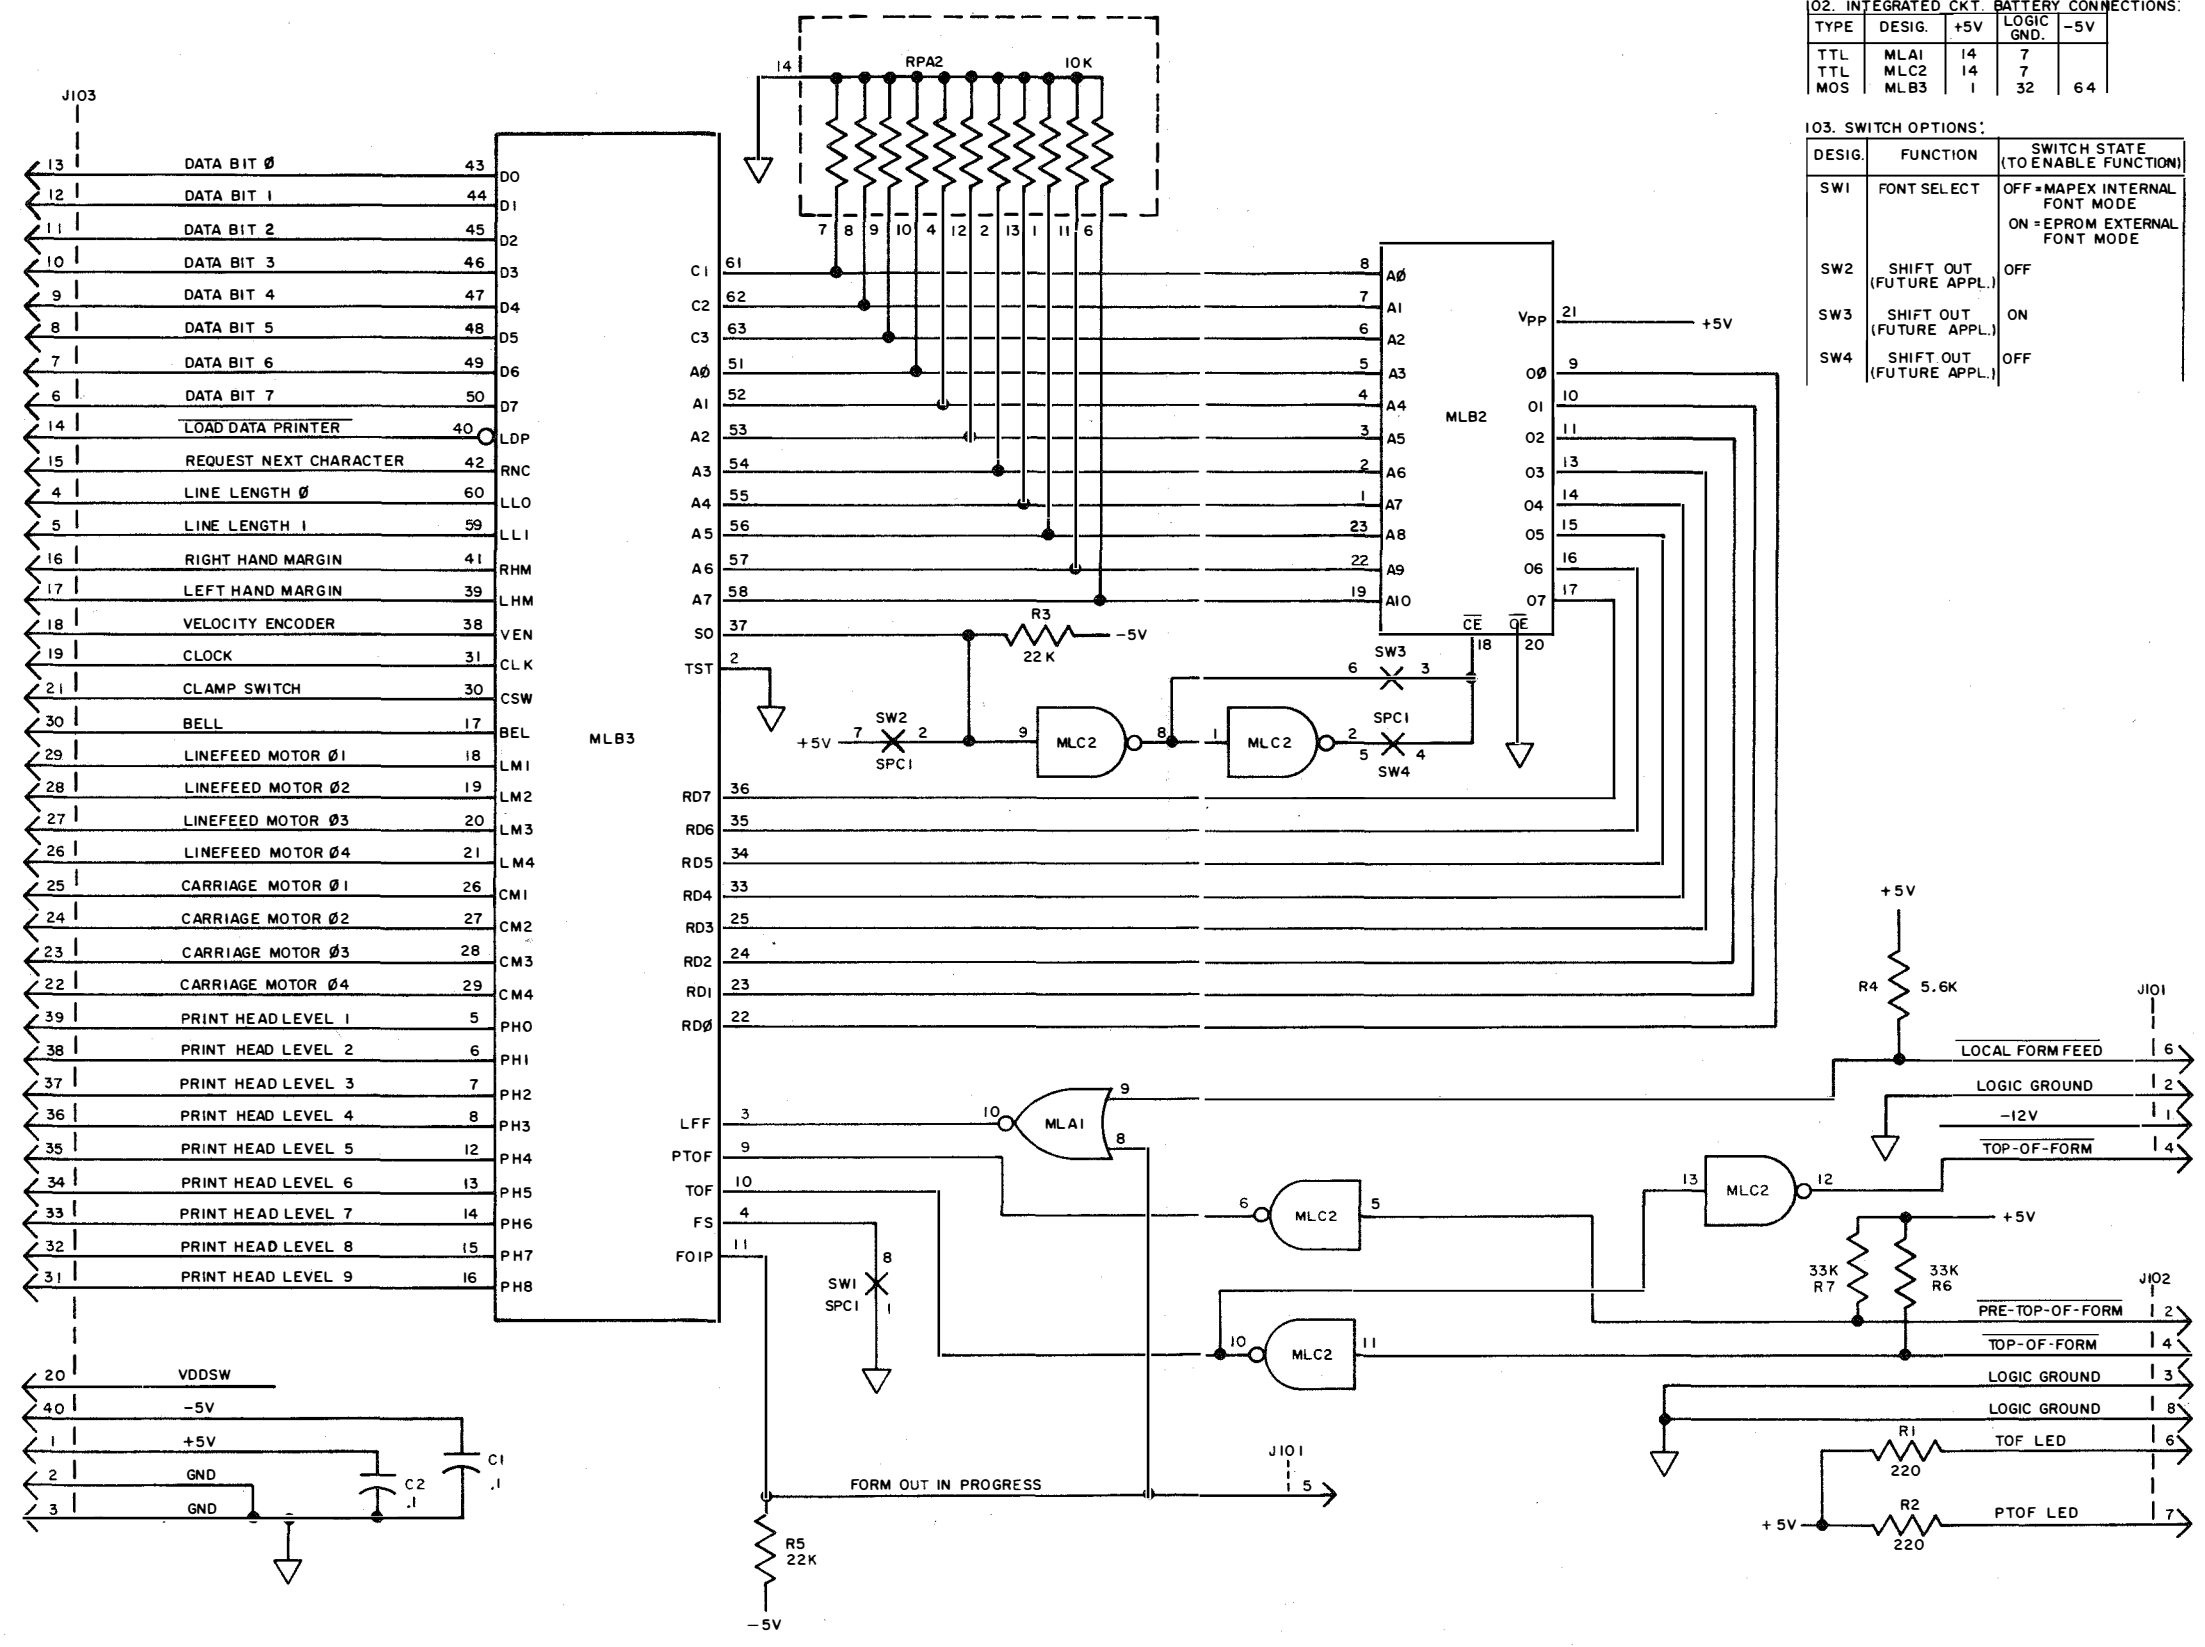 102. INTEGRATED CKT. BATTERY CONNECTIONS:
TYPE DESIG. +5V LOGIC GND. -5V
TTL MLA1 14 7
TTL MLC2 14 7
MOS MLB3 1 32 64
103. SWITCH OPTIONS:
DESIG. FUNCTION SWITCH STATE (TO ENABLE FUNCTION)
SW1 FONT SELECT OFF = MAPEX INTERNAL FONT MODE
ON = EPROM EXTERNAL FONT MODE
SW2 SHIFT OUT (FUTURE APPL.) OFF
SW3 SHIFT OUT (FUTURE APPL.) ON
SW4 SHIFT OUT (FUTURE APPL.) OFF
J103
13 DATA BIT Ø 43 D0
12 DATA BIT 1 44 D1
11 DATA BIT 2 45 D2
10 DATA BIT 3 46 D3
9 DATA BIT 4 47 D4
8 DATA BIT 5 48 D5
7 DATA BIT 6 49 D6
6 DATA BIT 7 50 D7
14 LOAD DATA PRINTER 40 LDP
15 REQUEST NEXT CHARACTER 42 RNC
4 LINE LENGTH Ø 60 LL0
5 LINE LENGTH 1 59 LL1
16 RIGHT HAND MARGIN 41 RHM
17 LEFT HAND MARGIN 39 LHM
18 VELOCITY ENCODER 38 VEN
19 CLOCK 31 CLK
21 CLAMP SWITCH 30 CSW
30 BELL 17 BEL
29 LINEFEED MOTOR Ø1 18 LM1
28 LINEFEED MOTOR Ø2 19 LM2
27 LINEFEED MOTOR Ø3 20 LM3
26 LINEFEED MOTOR Ø4 21 LM4
25 CARRIAGE MOTOR Ø1 26 CM1
24 CARRIAGE MOTOR Ø2 27 CM2
23 CARRIAGE MOTOR Ø3 28 CM3
22 CARRIAGE MOTOR Ø4 29 CM4
39 PRINT HEAD LEVEL 1 5 PH0
38 PRINT HEAD LEVEL 2 6 PH1
37 PRINT HEAD LEVEL 3 7 PH2
36 PRINT HEAD LEVEL 4 8 PH3
35 PRINT HEAD LEVEL 5 12 PH4
34 PRINT HEAD LEVEL 6 13 PH5
33 PRINT HEAD LEVEL 7 14 PH6
32 PRINT HEAD LEVEL 8 15 PH7
31 PRINT HEAD LEVEL 9 16 PH8
20 VDDSW
40 -5V
1 +5V
2 GND
3 GND
C2 .1
C1 .1
MLB3
14 RPA2 10K
7 8 9 10 4 12 2 13 1 11 6
C1 61 8 AØ
C2 62 7 A1
C3 63 6 A2
AØ 51 5 A3
A1 52 4 A4
A2 53 3 A5
A3 54 2 A6
A4 55 1 A7
A5 56 23 A8
A6 57 22 A9
A7 58 19 A10
MLB2
VPP 21 +5V
OØ 9
O1 10
O2 11
O3 13
O4 14
O5 15
O6 16
O7 17
CE OE
18 20
SO 37
R3
22K
-5V
TST 2
SW3
6 3
+5V 7 SW2 2
SPC1
9 MLC2 8
1 MLC2 2
SPC1
5 4
SW4
RD7 36
RD6 35
RD5 34
RD4 33
RD3 25
RD2 24
RD1 23
RDØ 22
LFF 3 10 MLA1 9
8
PTOF 9
TOF 10
FS 4
FOIP 11
6 MLC2 5
10 MLC2 11
13 MLC2 12
8
SW1
SPC1 1
FORM OUT IN PROGRESS
J101
5
R5
22K
-5V
+5V
R4 5.6K
J101
LOCAL FORM FEED 6
LOGIC GROUND 2
-12V 1
TOP-OF-FORM 4
+5V
33K R7
33K R6
J102
PRE-TOP-OF-FORM 2
TOP-OF-FORM 4
LOGIC GROUND 3
LOGIC GROUND 8
R1 TOF LED 6
220
R2 PTOF LED 7
+5V
220